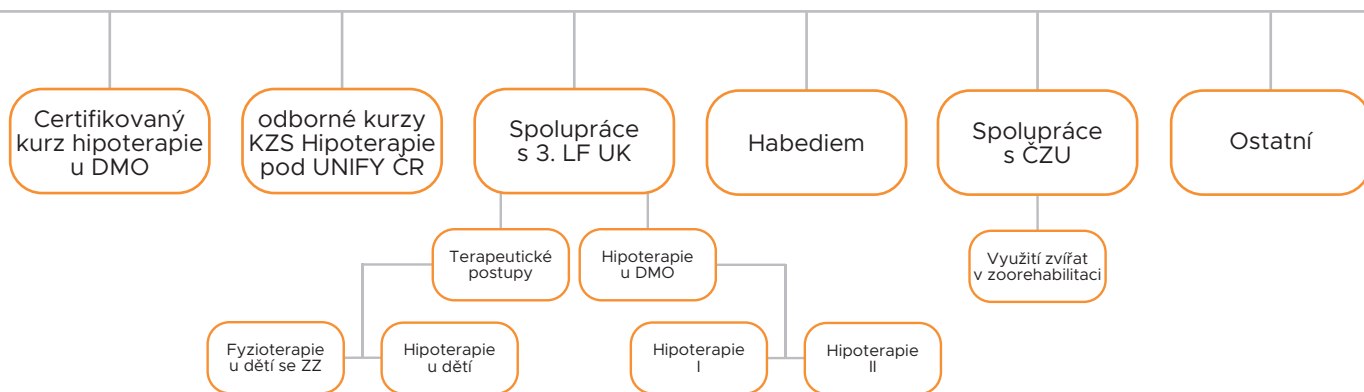 Certifikovaný
kurz hipoterapie
u DMO
odborné kurzy
KZS Hipoterapie
pod UNIFY ČR
Spolupráce
s 3. LF UK
Habediem
Spolupráce
s ČZU
Ostatní
Terapeutické
postupy
Hipoterapie
u DMO
Využití zvířat
v zoorehabilitaci
Fyzioterapie
u dětí se ZZ
Hipoterapie
u dětí
Hipoterapie
I
Hipoterapie
II